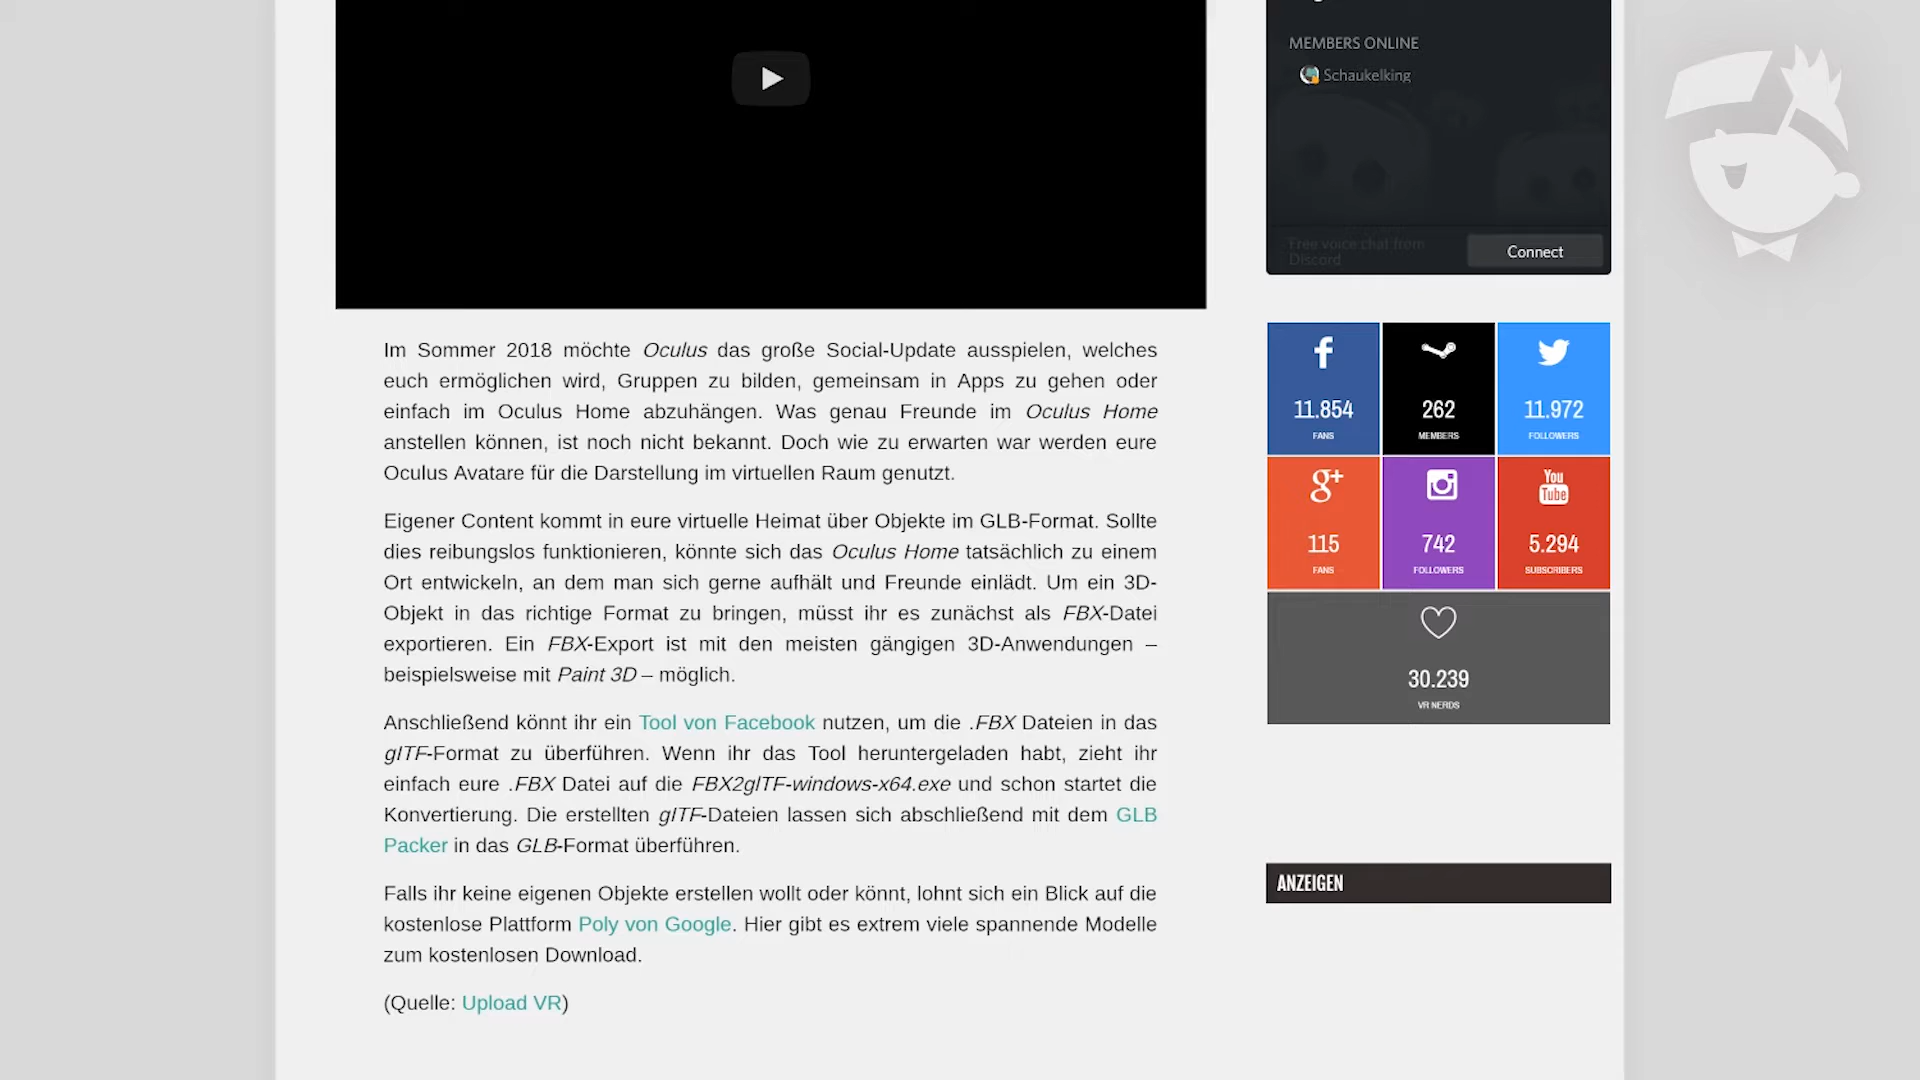 MEMBERS ONLINE
Schaukelking
Free voice chat from
Discord
Connect
Im Sommer 2018 möchte Oculus das große Social-Update ausspielen, welches
euch ermöglichen wird, Gruppen zu bilden, gemeinsam in Apps zu gehen oder
einfach im Oculus Home abzuhängen. Was genau Freunde im Oculus Home
anstellen können, ist noch nicht bekannt. Doch wie zu erwarten war werden eure
Oculus Avatare für die Darstellung im virtuellen Raum genutzt.
Eigener Content kommt in eure virtuelle Heimat über Objekte im GLB-Format. Sollte
dies reibungslos funktionieren, könnte sich das Oculus Home tatsächlich zu einem
Ort entwickeln, an dem man sich gerne aufhält und Freunde einlädt. Um ein 3D-
Objekt in das richtige Format zu bringen, müsst ihr es zunächst als FBX-Datei
exportieren. Ein FBX-Export ist mit den meisten gängigen 3D-Anwendungen –
beispielsweise mit Paint 3D – möglich.
Anschließend könnt ihr ein Tool von Facebook nutzen, um die .FBX Dateien in das
glTF-Format zu überführen. Wenn ihr das Tool heruntergeladen habt, zieht ihr
einfach eure .FBX Datei auf die FBX2glTF-windows-x64.exe und schon startet die
Konvertierung. Die erstellten glTF-Dateien lassen sich abschließend mit dem GLB
Packer in das GLB-Format überführen.
Falls ihr keine eigenen Objekte erstellen wollt oder könnt, lohnt sich ein Blick auf die
kostenlose Plattform Poly von Google. Hier gibt es extrem viele spannende Modelle
zum kostenlosen Download.
(Quelle: Upload VR)
11.854
FANS
262
MEMBERS
11.972
FOLLOWERS
g+
115
FANS
742
FOLLOWERS
You
Tube
5.294
SUBSCRIBERS
30.239
VR NERDS
ANZEIGEN